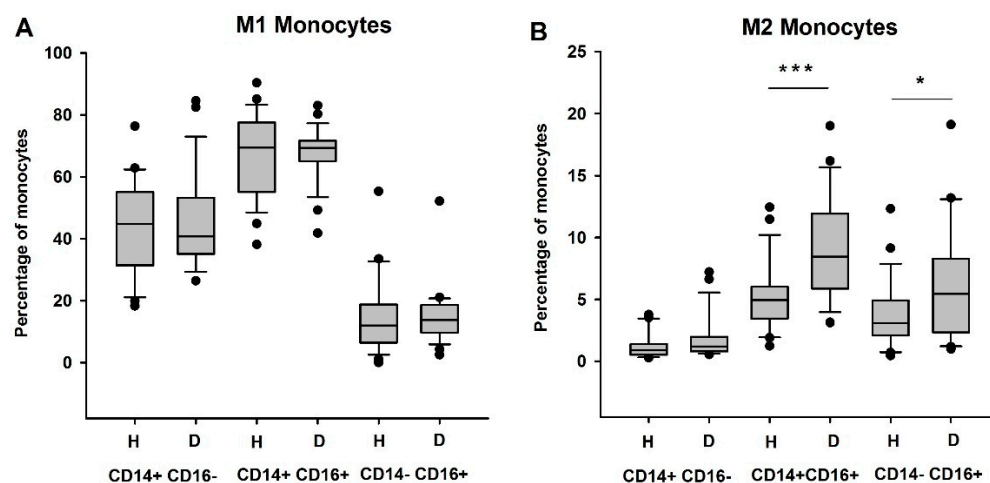 A
M1 Monocytes
Percentage of monocytes
100
80
60
40
20
0
H D H D H D
CD14+ CD16- CD14+ CD16+ CD14- CD16+
B
M2 Monocytes
Percentage of monocytes
25
20
15
10
5
0
***
*
H D H D H D
CD14+ CD16- CD14+CD16+ CD14- CD16+